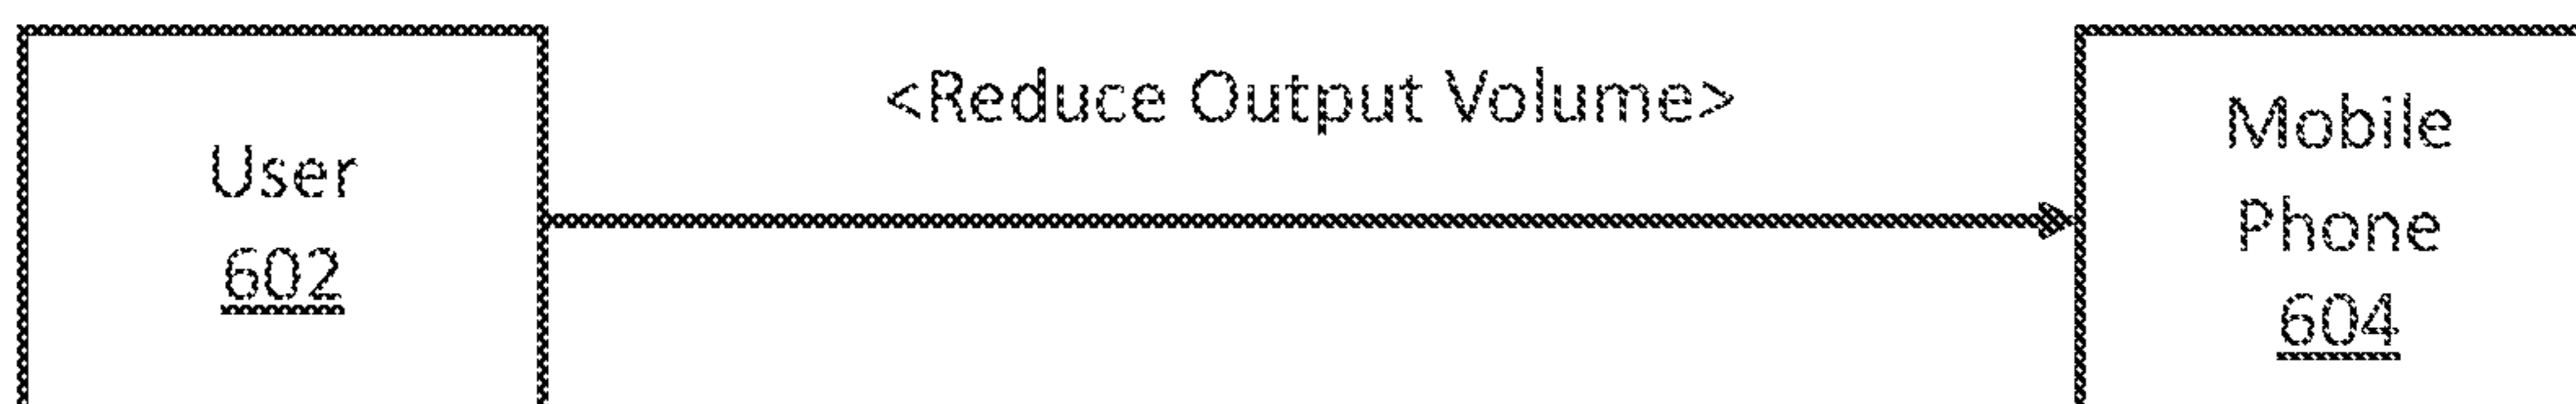 User
602
<Reduce Output Volume>
Mobile
Phone
604